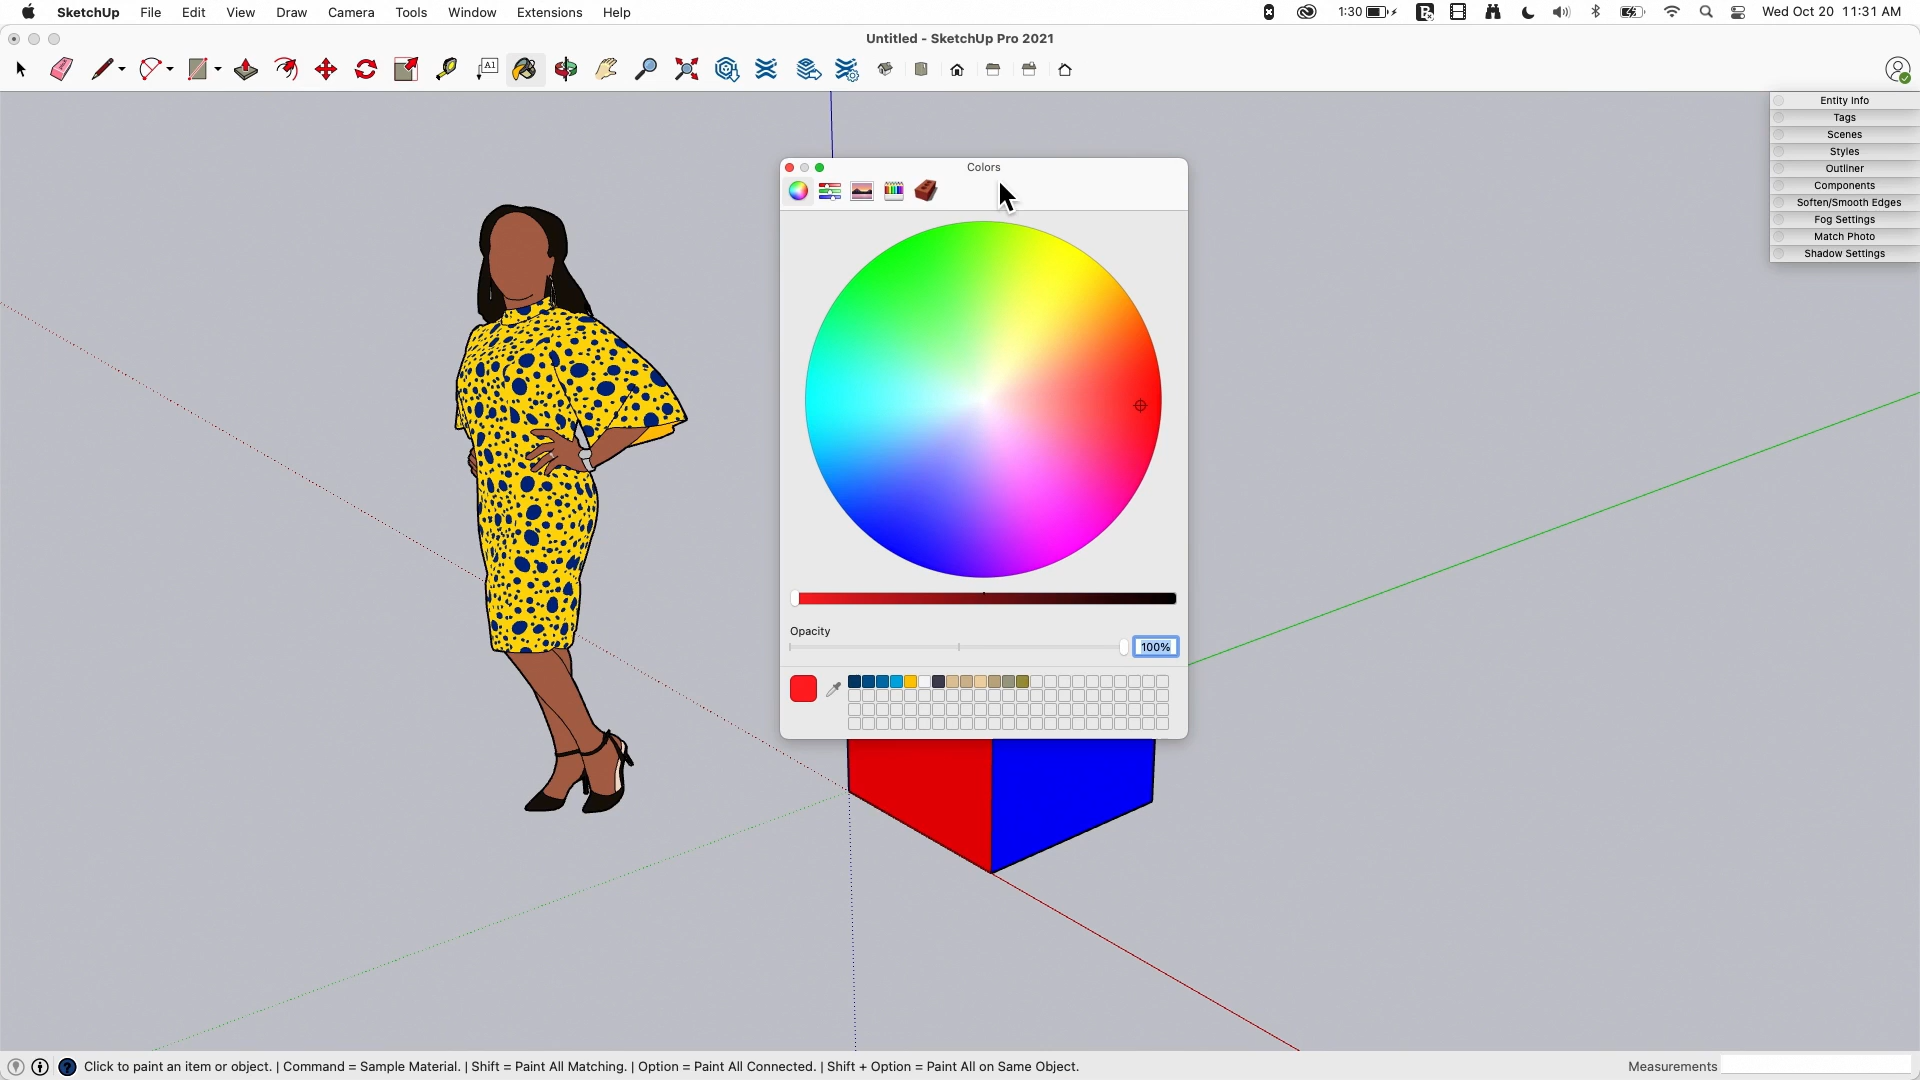 SketchUp File Edit View Draw Camera Tools Window Extensions Help 1:30 Wed Oct 20 11:31 AM
Untitled - SketchUp Pro 2021
A1
Entity Info
Tags
Scenes
Styles
Outliner
Components
Soften/Smooth Edges
Fog Settings
Match Photo
Shadow Settings
Colors
Opacity
100%
Click to paint an item or object. | Command = Sample Material. | Shift = Paint All Matching. | Option = Paint All Connected. | Shift + Option = Paint All on Same Object. Measurements